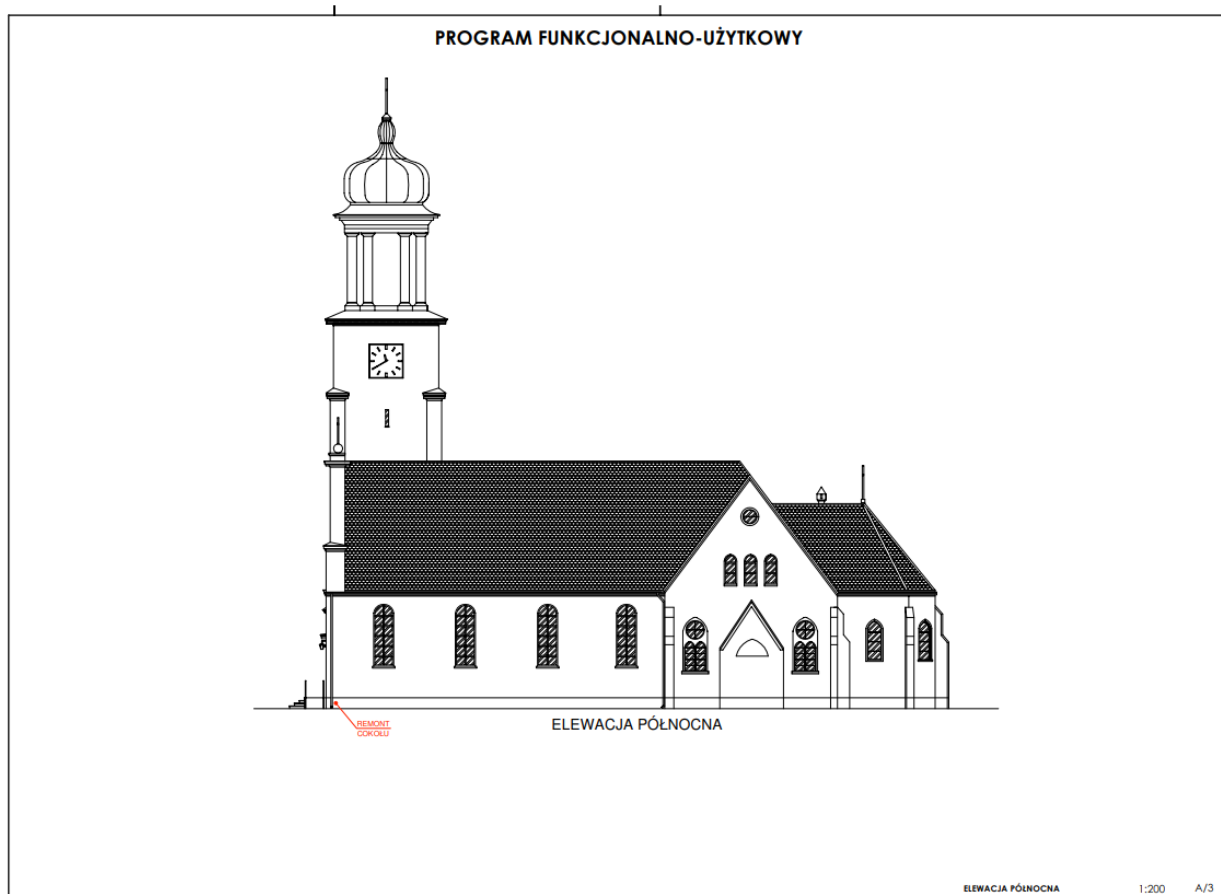 PROGRAM FUNKCJONALNO-UŻYTKOWY
REMONT
COKOŁU
ELEWACJA PÓŁNOCNA
ELEWACJA PÓŁNOCNA 1:200 A/3